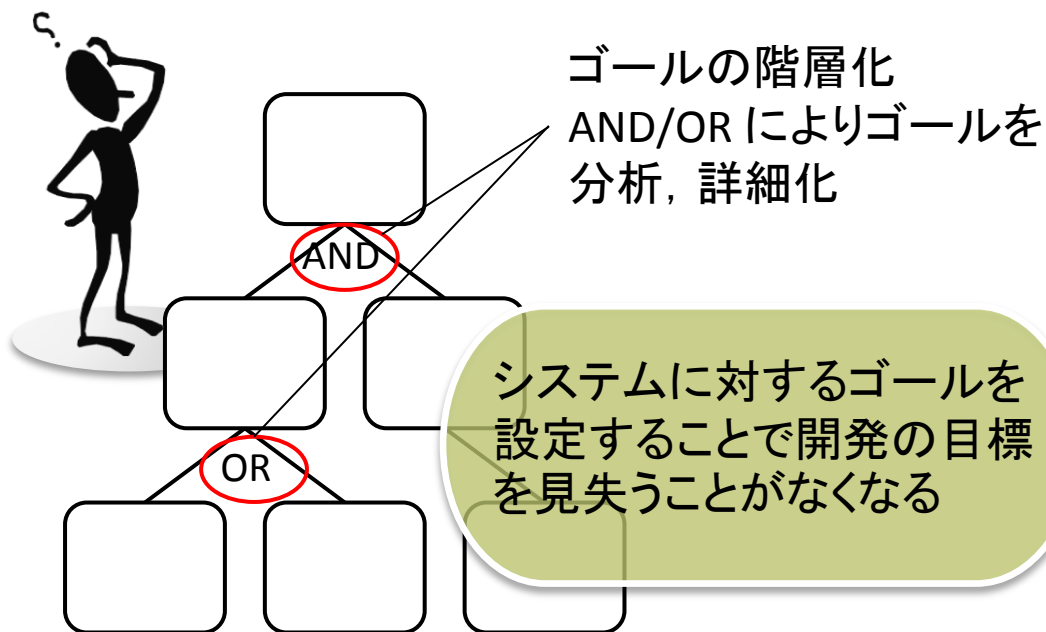 ゴールの階層化
AND/OR によりゴールを
分析，詳細化
AND
システムに対するゴールを
設定することで開発の目標
を見失うことがなくなる
OR